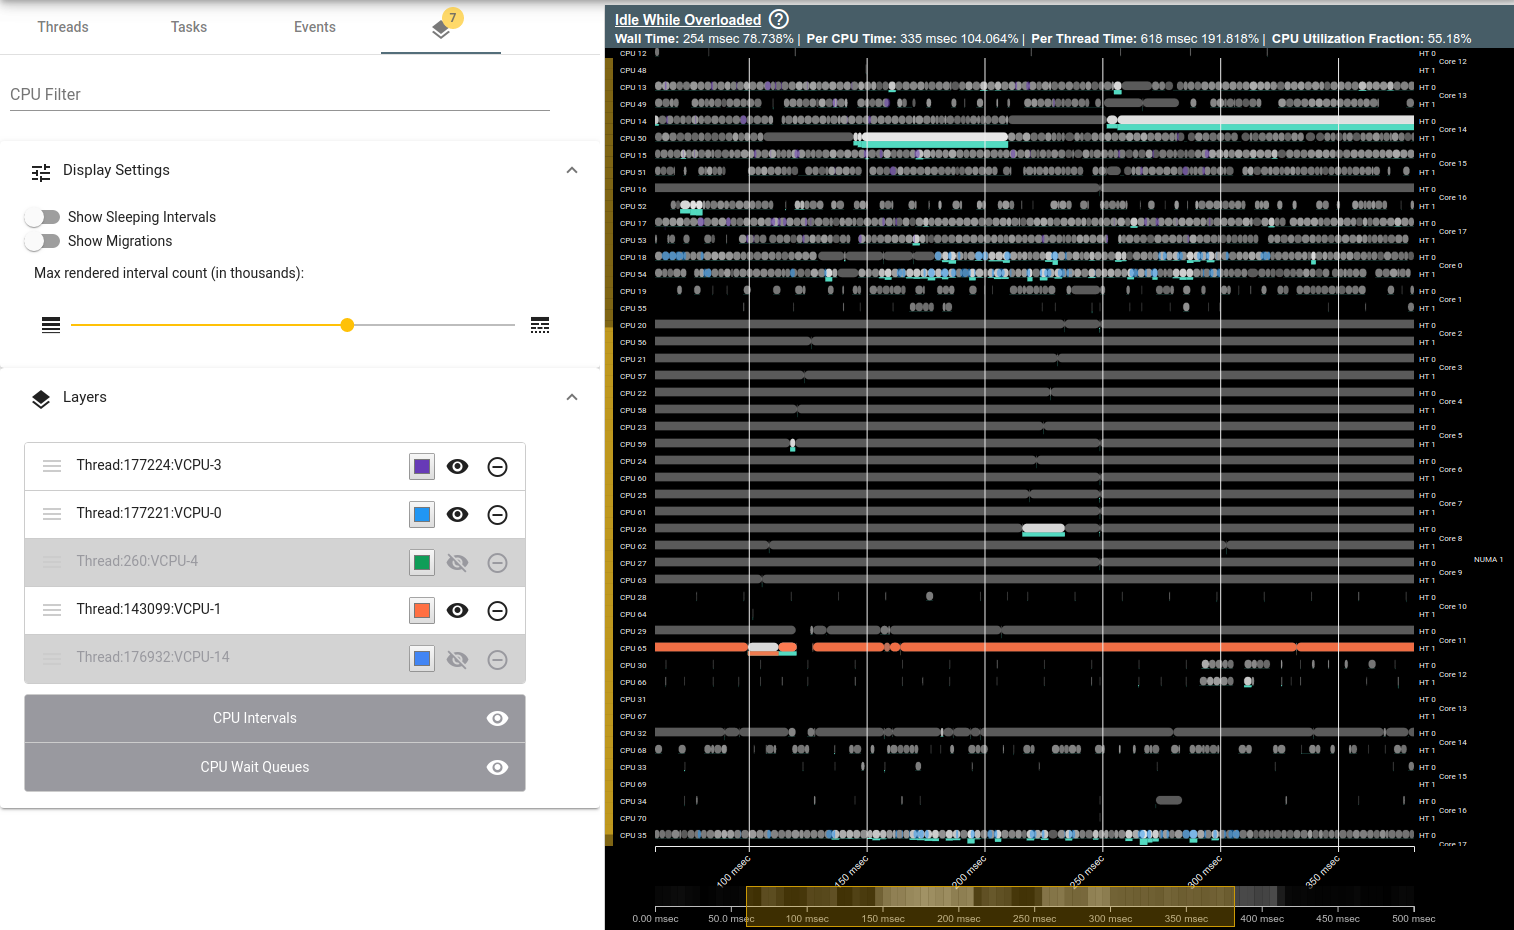 Threads Tasks Events 7
CPU Filter
Display Settings
Show Sleeping Intervals
Show Migrations
Max rendered interval count (in thousands):
Layers
Thread:177224:VCPU-3
Thread:177221:VCPU-0
Thread:260:VCPU-4
Thread:143099:VCPU-1
Thread:176932:VCPU-14
CPU Intervals
CPU Wait Queues
Idle While Overloaded ?
Wall Time: 254 msec 78.738% | Per CPU Time: 335 msec 104.064% | Per Thread Time: 618 msec 191.818% | CPU Utilization Fraction: 55.18%
CPU 12 HT 0
Core 12
CPU 48 HT 1
CPU 13 HT 0
Core 13
CPU 49 HT 1
CPU 14 HT 0
Core 14
CPU 50 HT 1
CPU 15 HT 0
Core 15
CPU 51 HT 1
CPU 16 HT 0
Core 16
CPU 52 HT 1
CPU 17 HT 0
Core 17
CPU 53 HT 1
CPU 18 HT 0
Core 0
CPU 54 HT 1
CPU 19 HT 0
Core 1
CPU 55 HT 1
CPU 20 HT 0
Core 2
CPU 56 HT 1
CPU 21 HT 0
Core 3
CPU 57 HT 1
CPU 22 HT 0
Core 4
CPU 58 HT 1
CPU 23 HT 0
Core 5
CPU 59 HT 1
CPU 24 HT 0
Core 6
CPU 60 HT 1
CPU 25 HT 0
Core 7
CPU 61 HT 1
CPU 26 HT 0
Core 8
CPU 62 HT 1
NUMA 1
CPU 27 HT 0
Core 9
CPU 63 HT 1
CPU 28 HT 0
Core 10
CPU 64 HT 1
CPU 29 HT 0
Core 11
CPU 65 HT 1
CPU 30 HT 0
Core 12
CPU 66 HT 1
CPU 31 HT 0
Core 13
CPU 67 HT 1
CPU 32 HT 0
Core 14
CPU 68 HT 1
CPU 33 HT 0
Core 15
CPU 69 HT 1
CPU 34 HT 0
Core 16
CPU 70 HT 1
CPU 35 HT 0
Core 17
100 msec 150 msec 200 msec 250 msec 300 msec 350 msec
0.00 msec 50.0 msec 100 msec 150 msec 200 msec 250 msec 300 msec 350 msec 400 msec 450 msec 500 msec